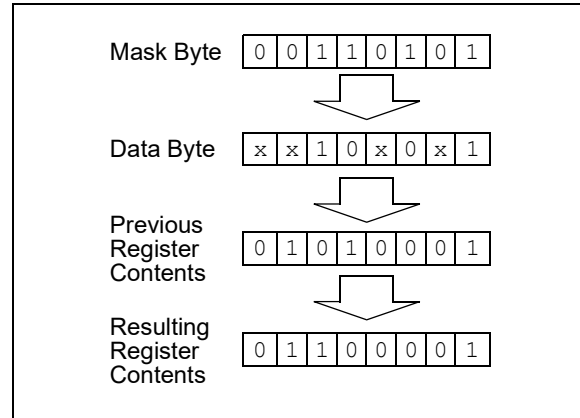 Mask Byte 0 0 1 1 0 1 0 1
Data Byte x x 1 0 x 0 x 1
Previous
Register 0 1 0 1 0 0 0 1
Contents
Resulting
Register 0 1 1 0 0 0 0 1
Contents